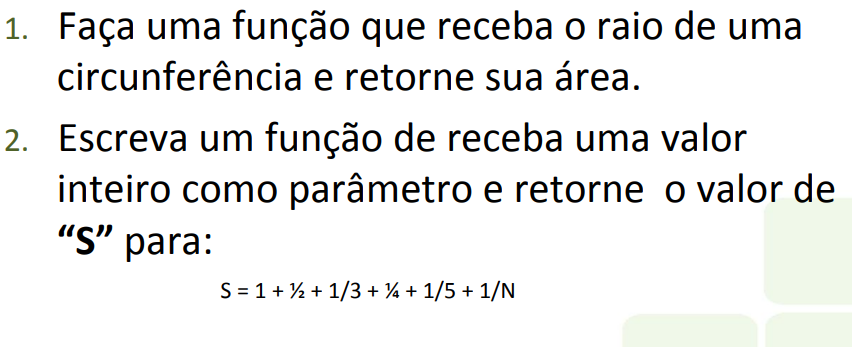 1. Faça uma função que receba o raio de uma
circunferência e retorne sua área.
2. Escreva um função de receba uma valor
inteiro como parâmetro e retorne o valor de
“S” para:
S = 1 + ½ + 1/3 + ¼ + 1/5 + 1/N